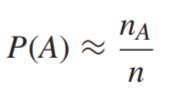 P(A) ≈ n_A / n